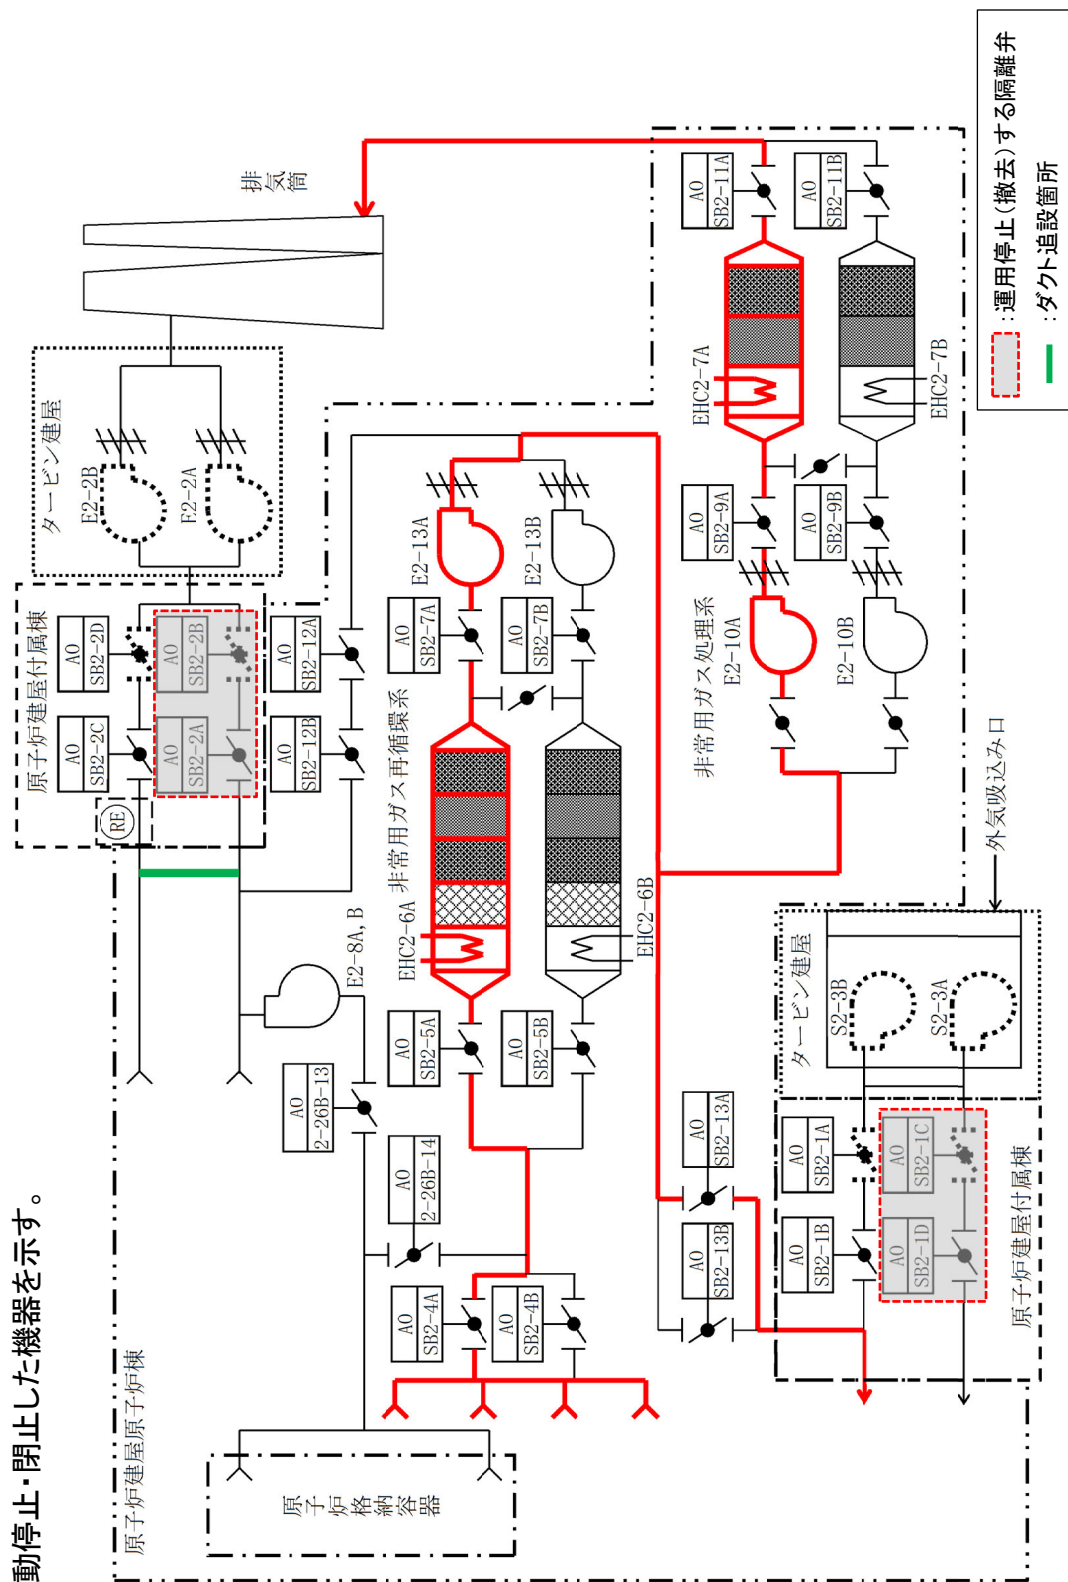 動停止・閉止した機器を示す。
原子炉建屋原子炉棟
原子炉格納容器
原子炉建屋付属棟
RE
AO
SB2-2C
AO
SB2-2D
AO
SB2-2A
AO
SB2-2B
AO
SB2-12B
AO
SB2-12A
タービン建屋
E2-2B
E2-2A
排気筒
E2-8A, B
AO
2-26B-13
AO
2-26B-14
AO
SB2-4A
AO
SB2-4B
AO
SB2-5A
AO
SB2-5B
非常用ガス再循環系
EHC2-6A
EHC2-6B
AO
SB2-7A
AO
SB2-7B
E2-13A
E2-13B
AO
SB2-13B
AO
SB2-13A
非常用ガス処理系
E2-10A
E2-10B
AO
SB2-9A
AO
SB2-9B
EHC2-7A
EHC2-7B
AO
SB2-11A
AO
SB2-11B
原子炉建屋付属棟
AO
SB2-1B
AO
SB2-1A
AO
SB2-1D
AO
SB2-1C
タービン建屋
S2-3B
S2-3A
外気吸込み口
:運用停止(撤去)する隔離弁
:ダクト追設箇所